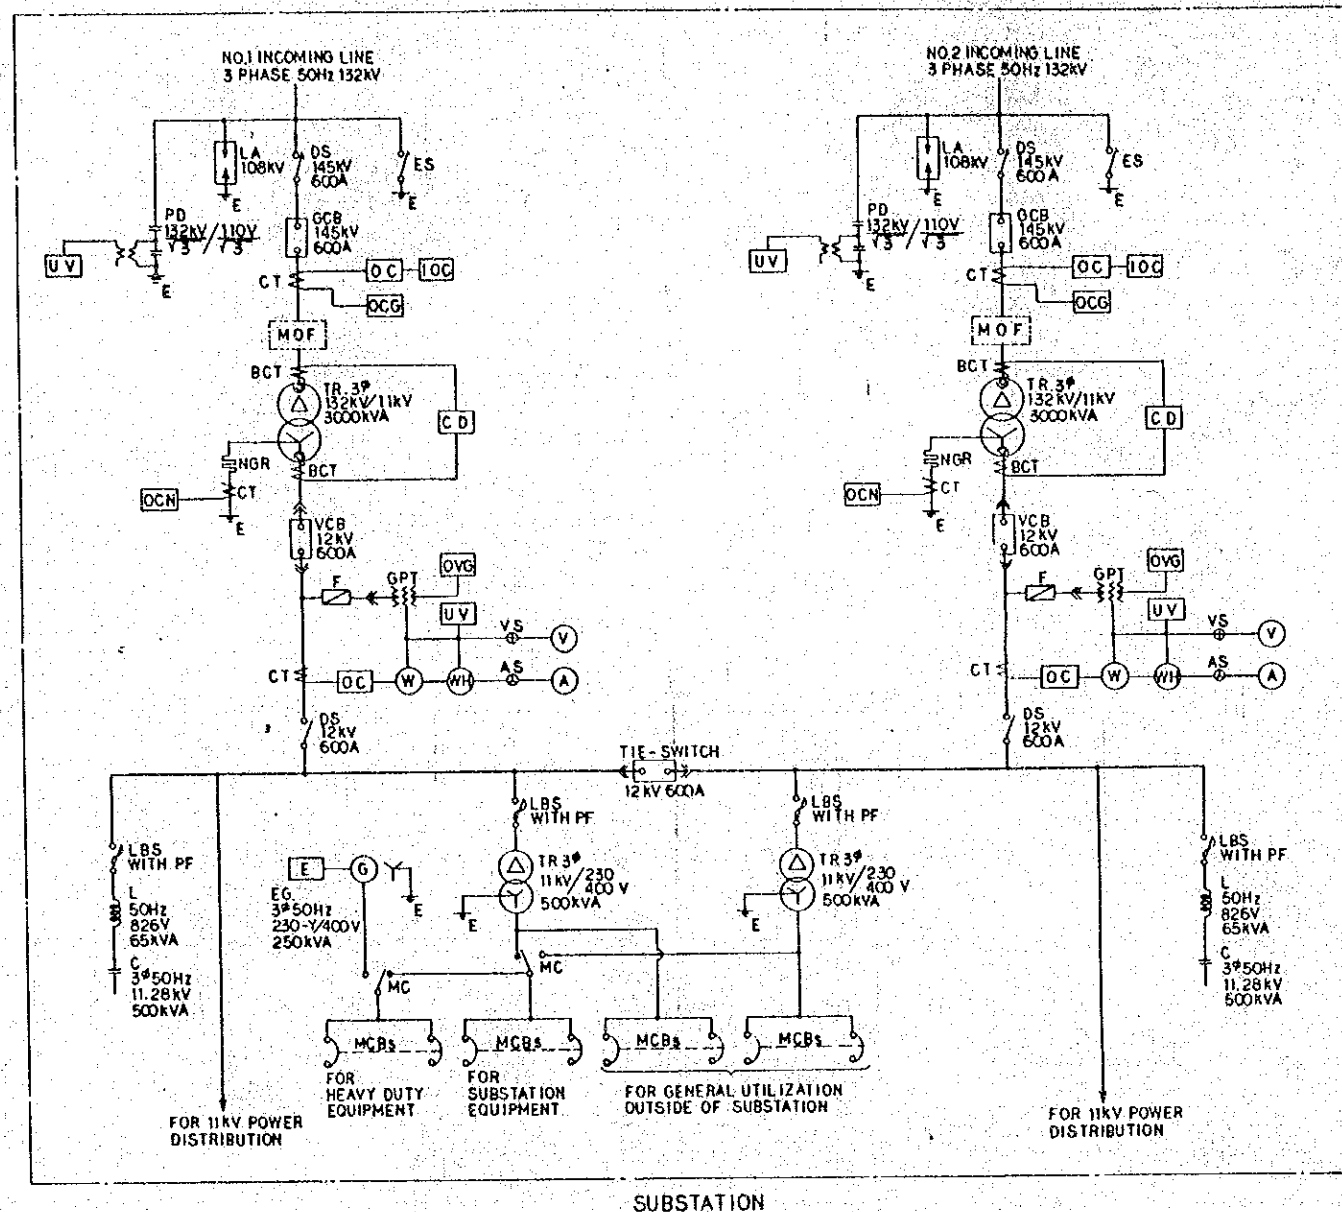 NO.1 INCOMING LINE
3 PHASE 50Hz 132kV
LA
108kV
DS
145kV
600A
ES
E
PD
132kV/110V
√3 √3
GCB
145kV
600A
UV
E
CT
OC
IOC
OCG
MOF
BCT
TR.3φ
132kV/11kV
3000kVA
CD
NGR
BCT
OCN
CT
E
VCB
12kV
600A
F
GPT
OVG
UV
VS
V
CT
OC
W
WH
AS
A
DS
12kV
600A
NO.2 INCOMING LINE
3 PHASE 50Hz 132kV
LA
108kV
DS
145kV
600A
ES
E
PD
132kV/110V
√3 √3
GCB
145kV
600A
UV
E
CT
OC
IOC
OCG
MOF
BCT
TR.3φ
132kV/11kV
3000kVA
CD
NGR
BCT
OCN
CT
E
VCB
12kV
600A
F
GPT
OVG
UV
VS
V
CT
OC
W
WH
AS
A
DS
12kV
600A
TIE-SWITCH
12kV 600A
LBS
WITH PF
L
50Hz
826V
65kVA
C
3φ50Hz
11.28kV
500kVA
E
G
E
EG
3φ50Hz
230-Y/400V
250kVA
LBS
WITH PF
TR3φ
11kV/230
400V
500kVA
E
LBS
WITH PF
TR3φ
11kV/230
400V
500kVA
E
MC
MC
LBS
WITH PF
L
50Hz
826V
65kVA
C
3φ50Hz
11.28kV
500kVA
MCBs
MCBs
MCBs
MCBs
FOR
HEAVY DUTY
EQUIPMENT
FOR
SUBSTATION
EQUIPMENT
FOR GENERAL UTILIZATION
OUTSIDE OF SUBSTATION
FOR 11KV POWER
DISTRIBUTION
FOR 11KV POWER
DISTRIBUTION
SUBSTATION